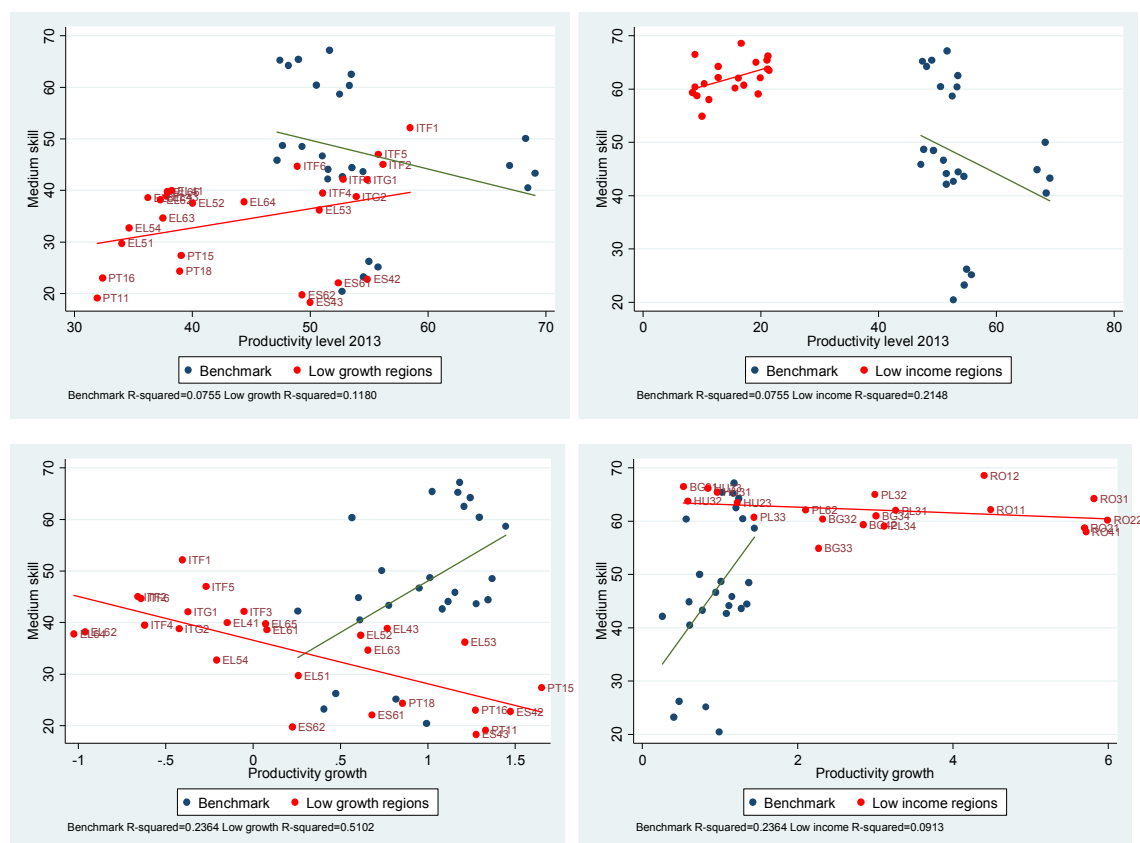 70
60
50
40
30
20
Medium skill
ITF1
ITF5
ITF6
ITF2
ITG1
ITF4
ITG2
EL52
EL64
EL53
EL63
EL54
EL51
PT15
PT18
PT16
PT11
ES61
ES42
ES62
ES43
30 40 50 60 70
Productivity level 2013
Benchmark Low growth regions
Benchmark R-squared=0.0755 Low growth R-squared=0.1180
70
60
50
40
30
20
Medium skill
0 20 40 60 80
Productivity level 2013
Benchmark Low income regions
Benchmark R-squared=0.0755 Low income R-squared=0.2148
70
60
50
40
30
20
Medium skill
ITF1
ITF5
ITF2
ITG1
ITF3
ITF4
ITG2
EL41
EL65
EL61
EL62
EL43
EL52
EL53
EL63
EL54
EL51
PT15
PT18
PT16
ES42
ES61
ES62
PT11
ES43
-1 -.5 0 .5 1 1.5
Productivity growth
Benchmark Low growth regions
Benchmark R-squared=0.2364 Low growth R-squared=0.5102
70
60
50
40
30
20
Medium skill
RO12
HU32
HU23
PL32
RO31
PL62
PL31
RO11
PL33
BG32
BG34
RO22
BG42
PL34
RO21
RO41
BG33
0 2 4 6
Productivity growth
Benchmark Low income regions
Benchmark R-squared=0.2364 Low income R-squared=0.0913